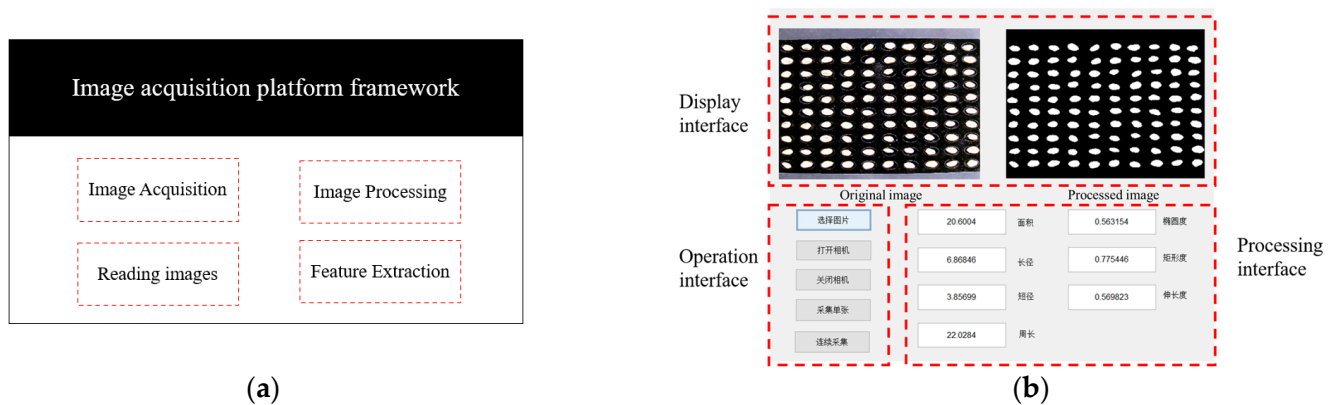 Image acquisition platform framework
Image Acquisition
Image Processing
Reading images
Feature Extraction
(a)
Display
interface
Original image
Processed image
Operation
interface
选择图片
打开相机
关闭相机
采集单张
连续采集
20.6004 面积
6.86846 长径
3.85699 短径
22.0284 周长
0.563154 椭圆度
0.775446 矩形度
0.569823 伸长度
Processing
interface
(b)